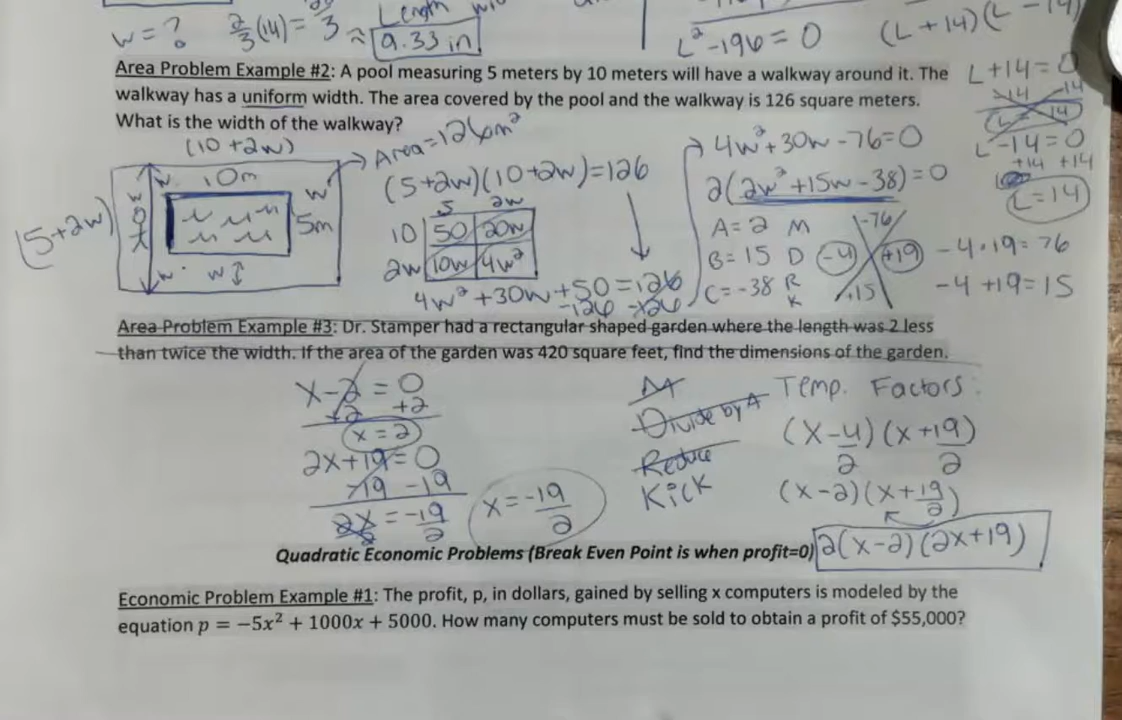 w = ? 2/3(14) = 3 ≈ 9.33 in
Length
L² - 196 = 0 (L + 14)(L - 14)
Area Problem Example #2: A pool measuring 5 meters by 10 meters will have a walkway around it. The
walkway has a uniform width. The area covered by the pool and the walkway is 126 square meters.
What is the width of the walkway?
L + 14 = 0
-14 -14
L - 14 = 0
+14 +14
L = 14
(10 + 2w)
Area = 126m²
w 10m w
(5 + 2w)
5m
w w
(5+2w)(10+2w) = 126
5 2w
10 50 20w
2w 10w 4w²
4w² + 30w + 50 = 126
-126 -126
4w² + 30w - 76 = 0
2(2w² + 15w - 38) = 0
A = 2 M -76
B = 15 D -4 +19
C = -38 R +15
K
-4 · 19 = 76
-4 + 19 = 15
Area Problem Example #3: Dr. Stamper had a rectangular shaped garden where the length was 2 less
than twice the width. If the area of the garden was 420 square feet, find the dimensions of the garden.
x - 2 = 0
+2 +2
x = 2
2x + 19 = 0
-19 -19
2x = -19
2 2
x = -19/2
Divide by A
Reduce
Kick
Temp. Factors:
(x - 4)(x + 19)
2 2
(x - 2)(x + 19/2)
2(x - 2)(2x + 19)
Quadratic Economic Problems (Break Even Point is when profit=0)
Economic Problem Example #1: The profit, p, in dollars, gained by selling x computers is modeled by the
equation p = −5x² + 1000x + 5000. How many computers must be sold to obtain a profit of $55,000?